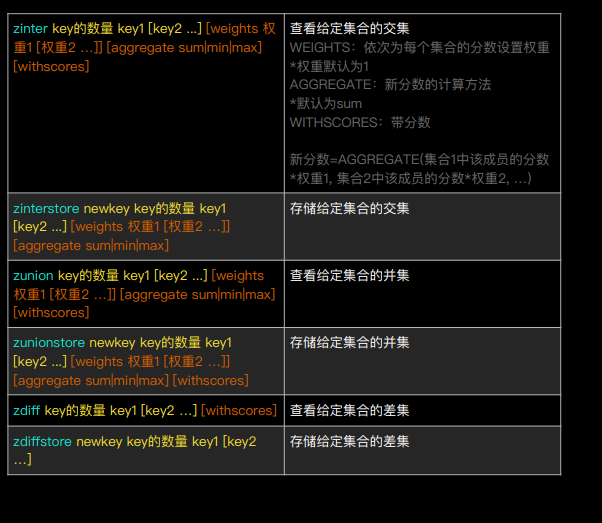 zinter key的数量 key1 [key2 ...] [weights 权
重1 [权重2 ...]] [aggregate sum|min|max]
[withscores]
查看给定集合的交集
WEIGHTS：依次为每个集合的分数设置权重
*权重默认为1
AGGREGATE：新分数的计算方法
*默认为sum
WITHSCORES：带分数
新分数=AGGREGATE(集合1中该成员的分数
*权重1, 集合2中该成员的分数*权重2, ...)
zinterstore newkey key的数量 key1
[key2 ...] [weights 权重1 [权重2 ...]]
[aggregate sum|min|max]
存储给定集合的交集
zunion key的数量 key1 [key2 ...] [weights
权重1 [权重2 ...]] [aggregate sum|min|max]
[withscores]
查看给定集合的并集
zunionstore newkey key的数量 key1
[key2 ...] [weights 权重1 [权重2 ...]]
[aggregate sum|min|max] [withscores]
存储给定集合的并集
zdiff key的数量 key1 [key2 ...] [withscores]
查看给定集合的差集
zdiffstore newkey key的数量 key1 [key2
...]
存储给定集合的差集